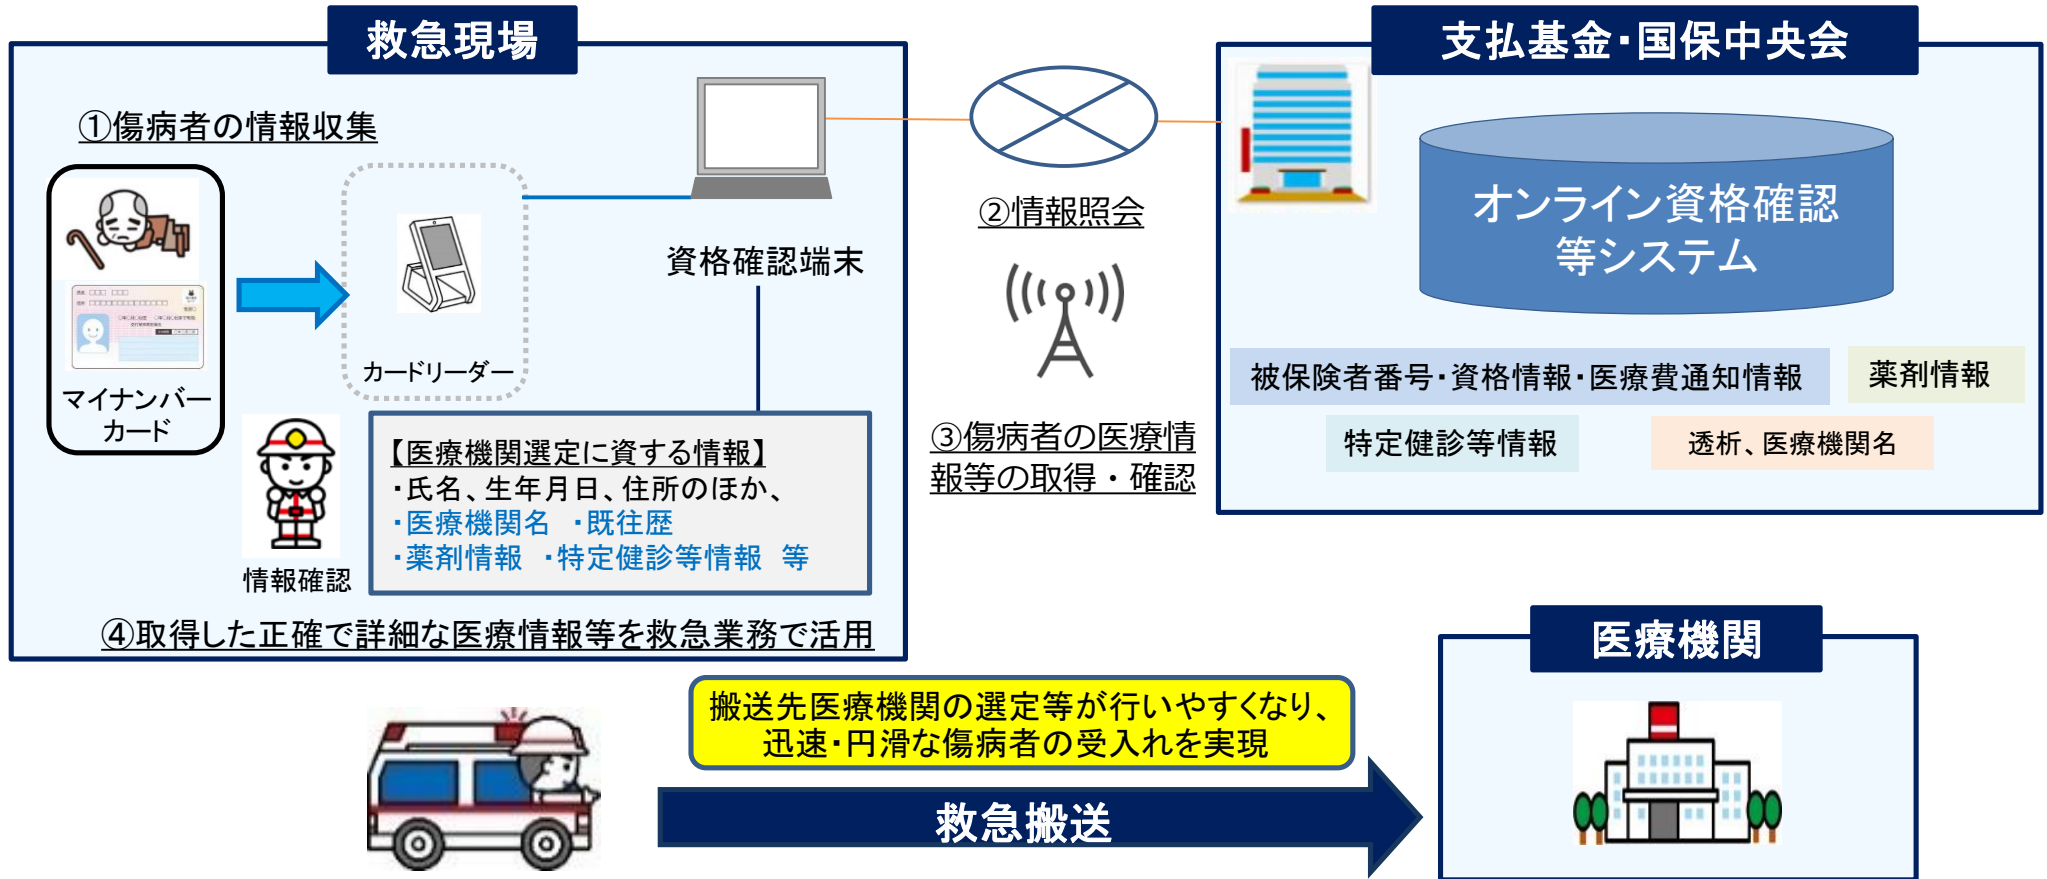 救急現場
①傷病者の情報収集
マイナンバー
カード
カードリーダー
資格確認端末
情報確認
【医療機関選定に資する情報】
・氏名、生年月日、住所のほか、
・医療機関名 ・既往歴
・薬剤情報 ・特定健診等情報 等
④取得した正確で詳細な医療情報等を救急業務で活用
②情報照会
③傷病者の医療情
報等の取得・確認
支払基金・国保中央会
オンライン資格確認
等システム
被保険者番号・資格情報・医療費通知情報
薬剤情報
特定健診等情報
透析、医療機関名
搬送先医療機関の選定等が行いやすくなり、
迅速・円滑な傷病者の受入れを実現
救急搬送
医療機関